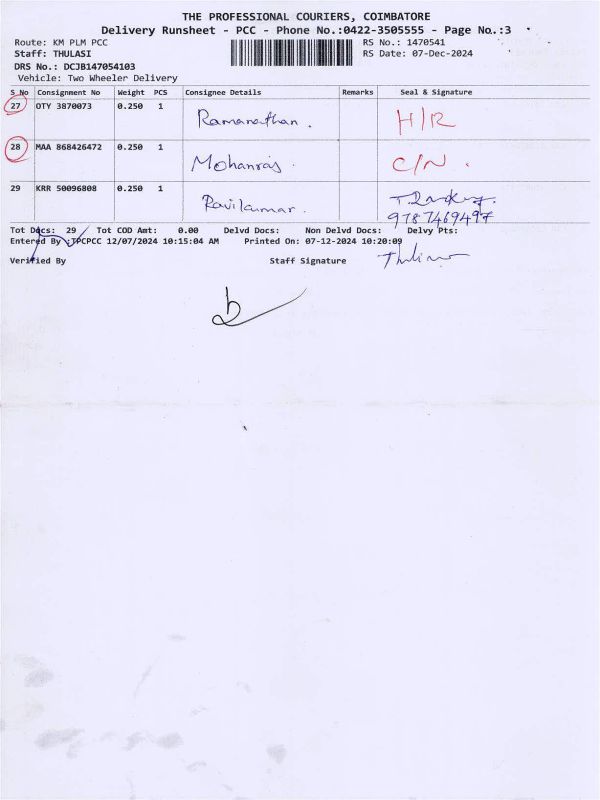 THE PROFESSIONAL COURIERS, COIMBATORE
Delivery Runsheet - PCC - Phone No.:0422-3505555 - Page No.:3
Route: KM PLM PCC RS No.: 1470541
Staff: THULASI RS Date: 07-Dec-2024
DRS No.: DCJB147054103
Vehicle: Two Wheeler Delivery
S_No Consignment No Weight PCS Consignee Details Remarks Seal & Signature
27 OTY 3870073 0.250 1 Ramanathan. H/R
28 MAA 868426472 0.250 1 Mohanraj. C/N.
29 KRR 50096808 0.250 1 Ravikumar.
9787469497
Tot Docs: 29 Tot COD Amt: 0.00 Delvd Docs: Non Delvd Docs: Delvy Pts:
Entered By :TPCPCC 12/07/2024 10:15:04 AM Printed On: 07-12-2024 10:20:09
Verified By Staff Signature